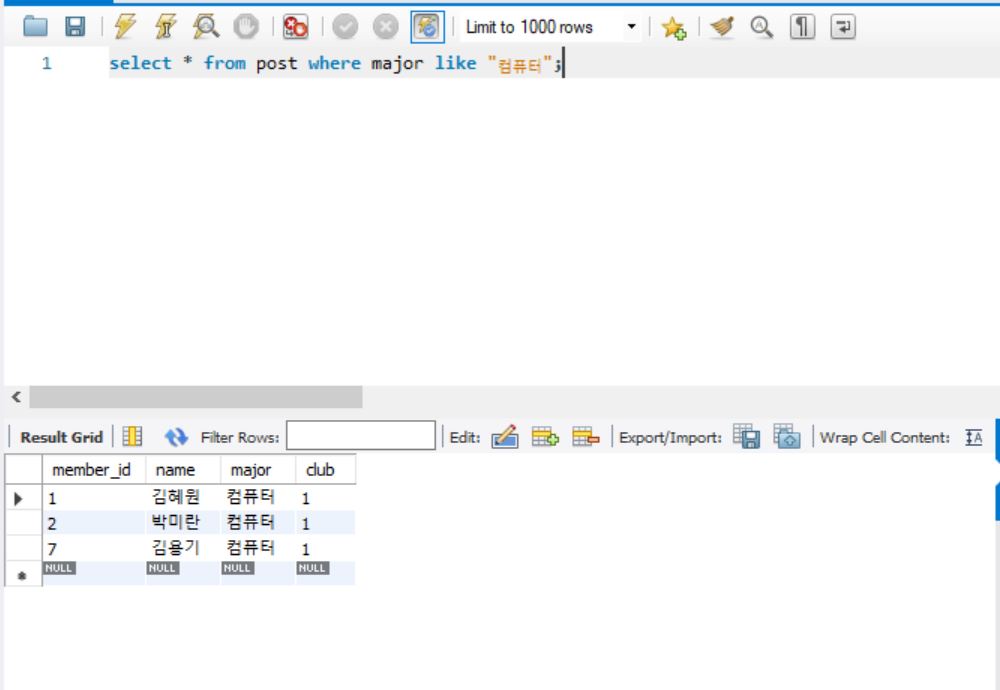 Limit to 1000 rows
1 select * from post where major like "컴퓨터";
Result Grid Filter Rows: Edit: Export/Import: Wrap Cell Content:
member_id name major club
1 김혜원 컴퓨터 1
2 박미란 컴퓨터 1
7 김용기 컴퓨터 1
NULL NULL NULL NULL